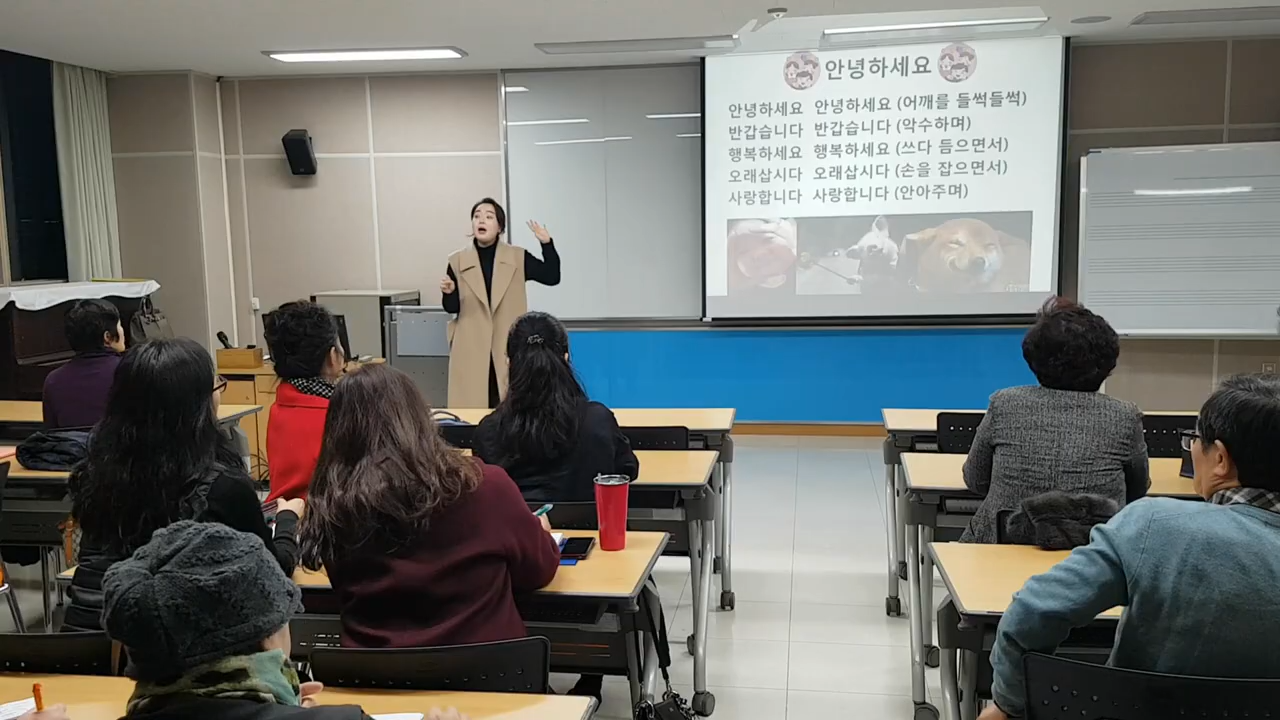 안녕하세요
안녕하세요 안녕하세요 (어깨를 들썩들썩)
반갑습니다 반갑습니다 (악수하며)
행복하세요 행복하세요 (쓰다 듬으면서)
오래삽시다 오래삽시다 (손을 잡으면서)
사랑합니다 사랑합니다 (안아주며)